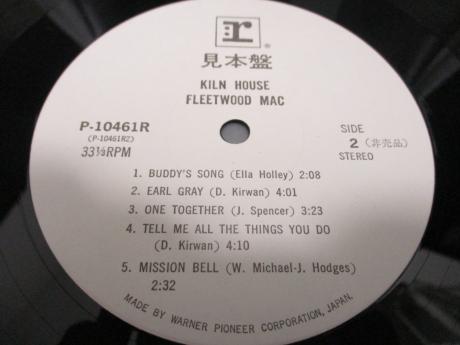 r
®
見本盤
KILN HOUSE
FLEETWOOD MAC
P-10461R
(P-10461R2)
33⅓RPM
SIDE
2 (非売品)
STEREO
1. BUDDY'S SONG (Ella Holley) 2:08
2. EARL GRAY (D. Kirwan) 4:01
3. ONE TOGETHER (J. Spencer) 3:23
4. TELL ME ALL THE THINGS YOU DO
(D. Kirwan) 4:10
5. MISSION BELL (W. Michael-J. Hodges)
2:32
MADE BY WARNER PIONEER CORPORATION, JAPAN.